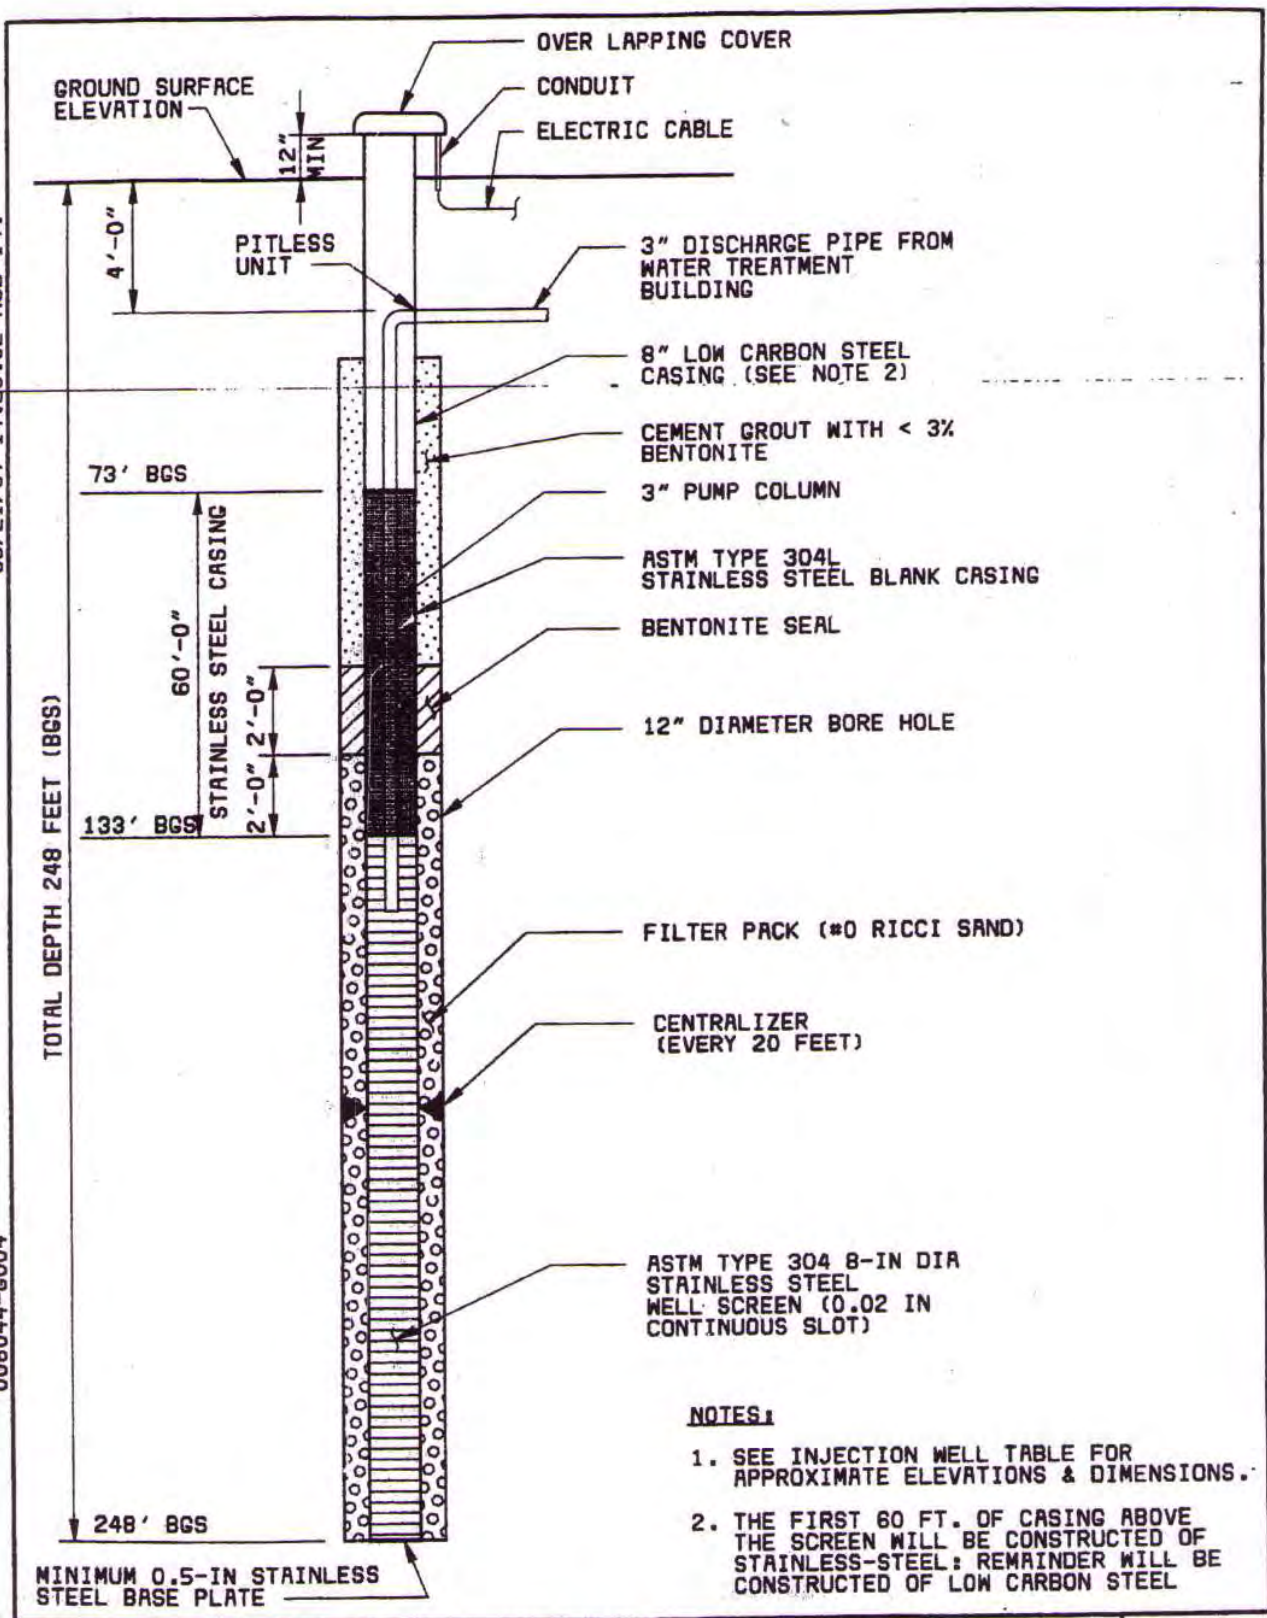 OVER LAPPING COVER
GROUND SURFACE
ELEVATION
CONDUIT
ELECTRIC CABLE
12"
MIN
4'-0"
PITLESS
UNIT
3" DISCHARGE PIPE FROM
WATER TREATMENT
BUILDING
8" LOW CARBON STEEL
CASING (SEE NOTE 2)
CEMENT GROUT WITH < 3%
BENTONITE
73' BGS
3" PUMP COLUMN
ASTM TYPE 304L
STAINLESS STEEL BLANK CASING
60'-0"
STAINLESS STEEL CASING
BENTONITE SEAL
2'-0"
12" DIAMETER BORE HOLE
2'-0"
133' BGS
TOTAL DEPTH 248 FEET (BGS)
FILTER PACK (#0 RICCI SAND)
CENTRALIZER
(EVERY 20 FEET)
ASTM TYPE 304 8-IN DIA
STAINLESS STEEL
WELL SCREEN (0.02 IN
CONTINUOUS SLOT)
248' BGS
MINIMUM 0.5-IN STAINLESS
STEEL BASE PLATE
NOTES:
1. SEE INJECTION WELL TABLE FOR
APPROXIMATE ELEVATIONS & DIMENSIONS.
2. THE FIRST 60 FT. OF CASING ABOVE
THE SCREEN WILL BE CONSTRUCTED OF
STAINLESS-STEEL: REMAINDER WILL BE
CONSTRUCTED OF LOW CARBON STEEL